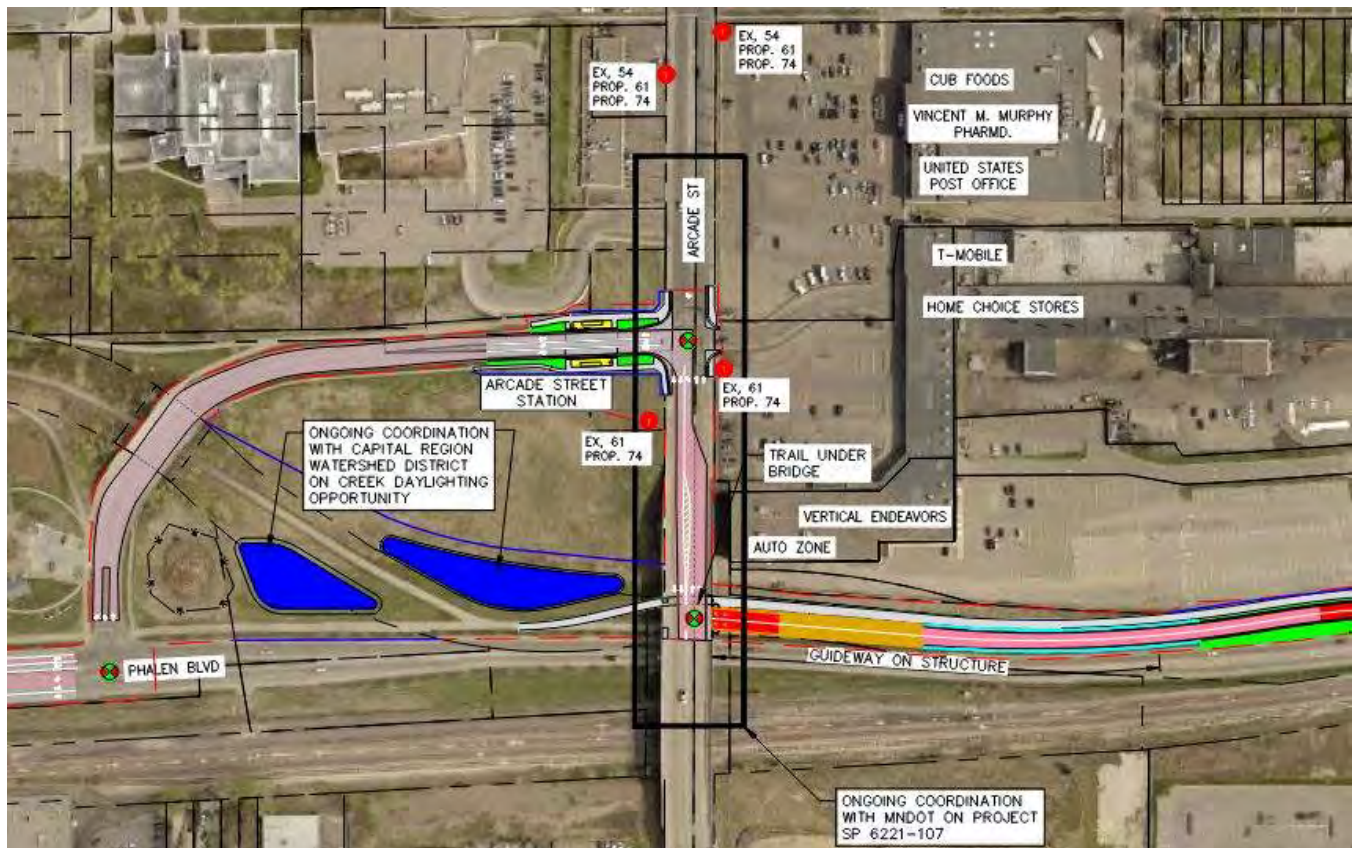 EX, 54
PROP. 61
PROP. 74
EX, 54
PROP. 61
PROP. 74
CUB FOODS
VINCENT M. MURPHY
PHARMD.
UNITED STATES
POST OFFICE
ARCADE ST
T-MOBILE
HOME CHOICE STORES
ARCADE STREET
STATION
EX, 61
PROP. 74
EX, 61
PROP. 74
ONGOING COORDINATION
WITH CAPITAL REGION
WATERSHED DISTRICT
ON CREEK DAYLIGHTING
OPPORTUNITY
TRAIL UNDER
BRIDGE
VERTICAL ENDEAVORS
AUTO ZONE
GUIDEWAY ON STRUCTURE
PHALEN BLVD
ONGOING COORDINATION
WITH MNDOT ON PROJECT
SP 6221-107